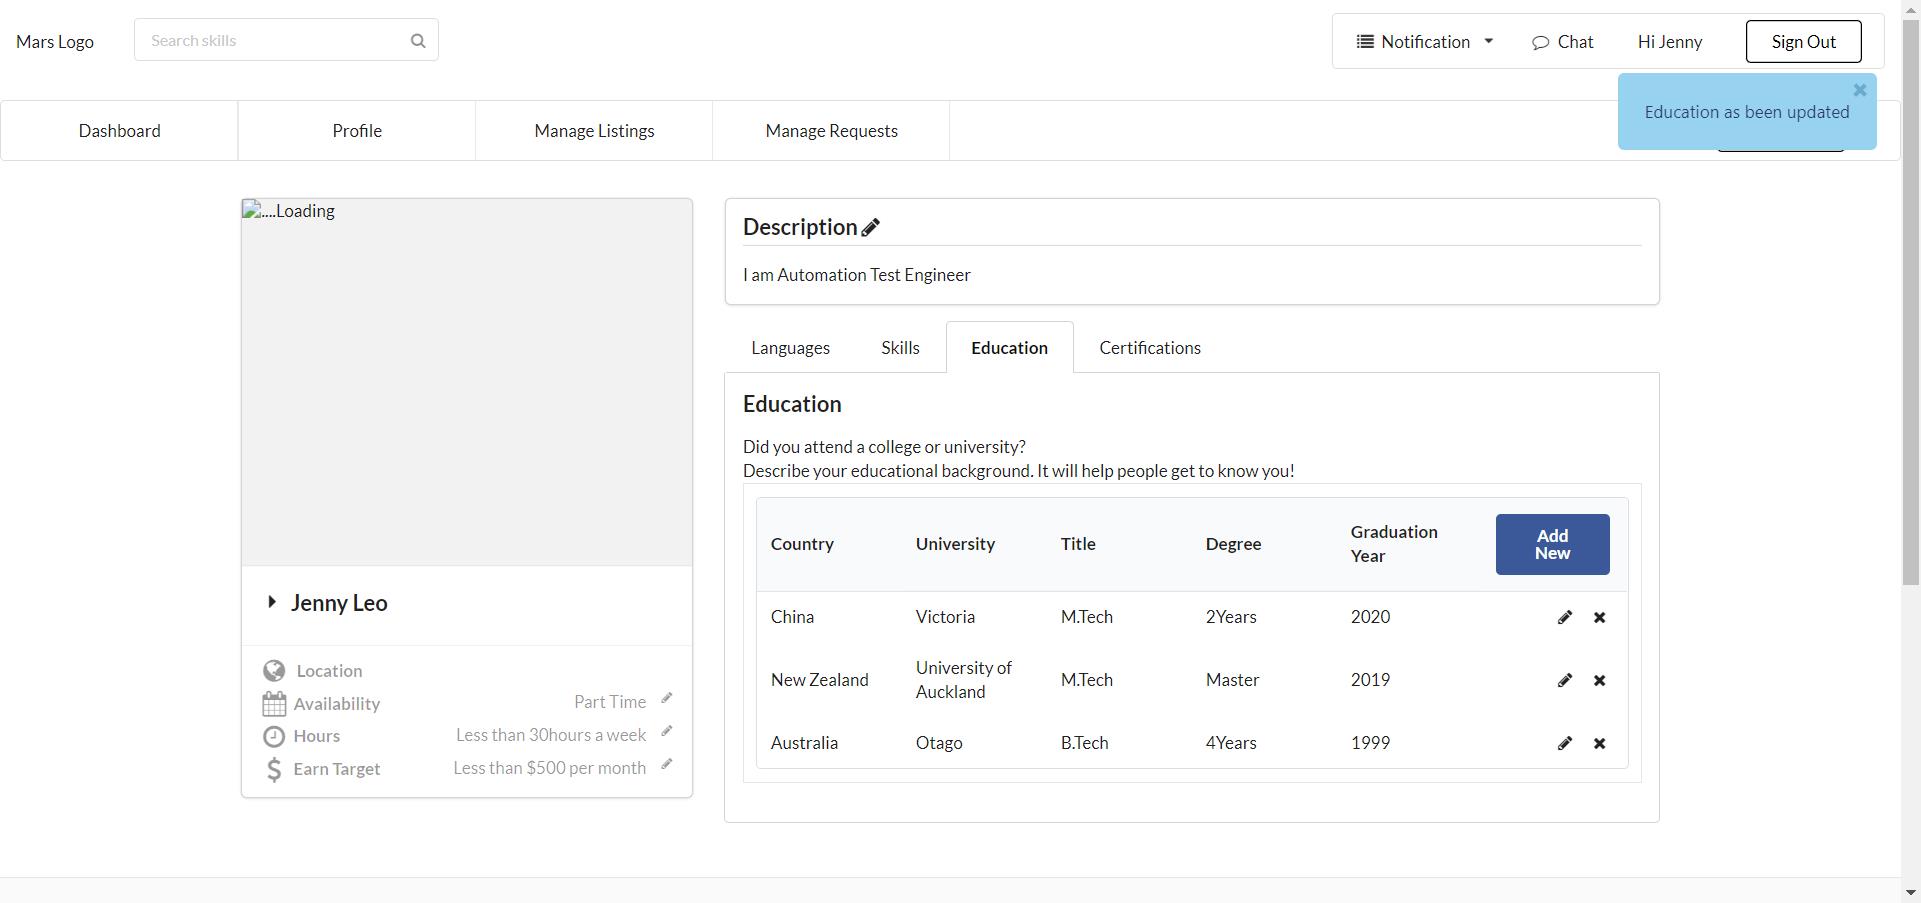 Mars Logo
Search skills
Notification
Chat
Hi Jenny
Sign Out
Education as been updated
Dashboard
Profile
Manage Listings
Manage Requests
....Loading
Jenny Leo
Location
Availability
Part Time
Hours
Less than 30hours a week
Earn Target
Less than $500 per month
Description
I am Automation Test Engineer
Languages
Skills
Education
Certifications
Education
Did you attend a college or university?
Describe your educational background. It will help people get to know you!
Country
University
Title
Degree
Graduation
Year
Add
New
China
Victoria
M.Tech
2Years
2020
New Zealand
University of
Auckland
M.Tech
Master
2019
Australia
Otago
B.Tech
4Years
1999